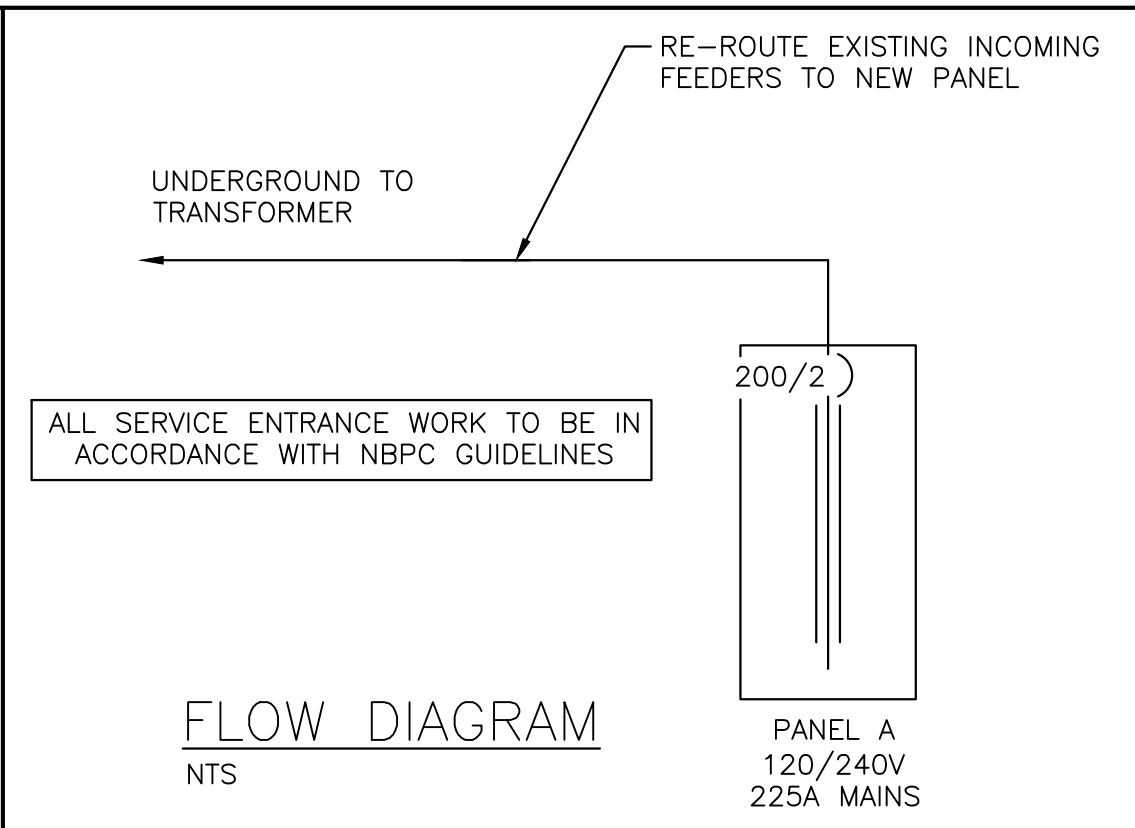 RE-ROUTE EXISTING INCOMING
FEEDERS TO NEW PANEL
UNDERGROUND TO
TRANSFORMER
200/2
ALL SERVICE ENTRANCE WORK TO BE IN
ACCORDANCE WITH NBPC GUIDELINES
FLOW DIAGRAM
NTS
PANEL A
120/240V
225A MAINS